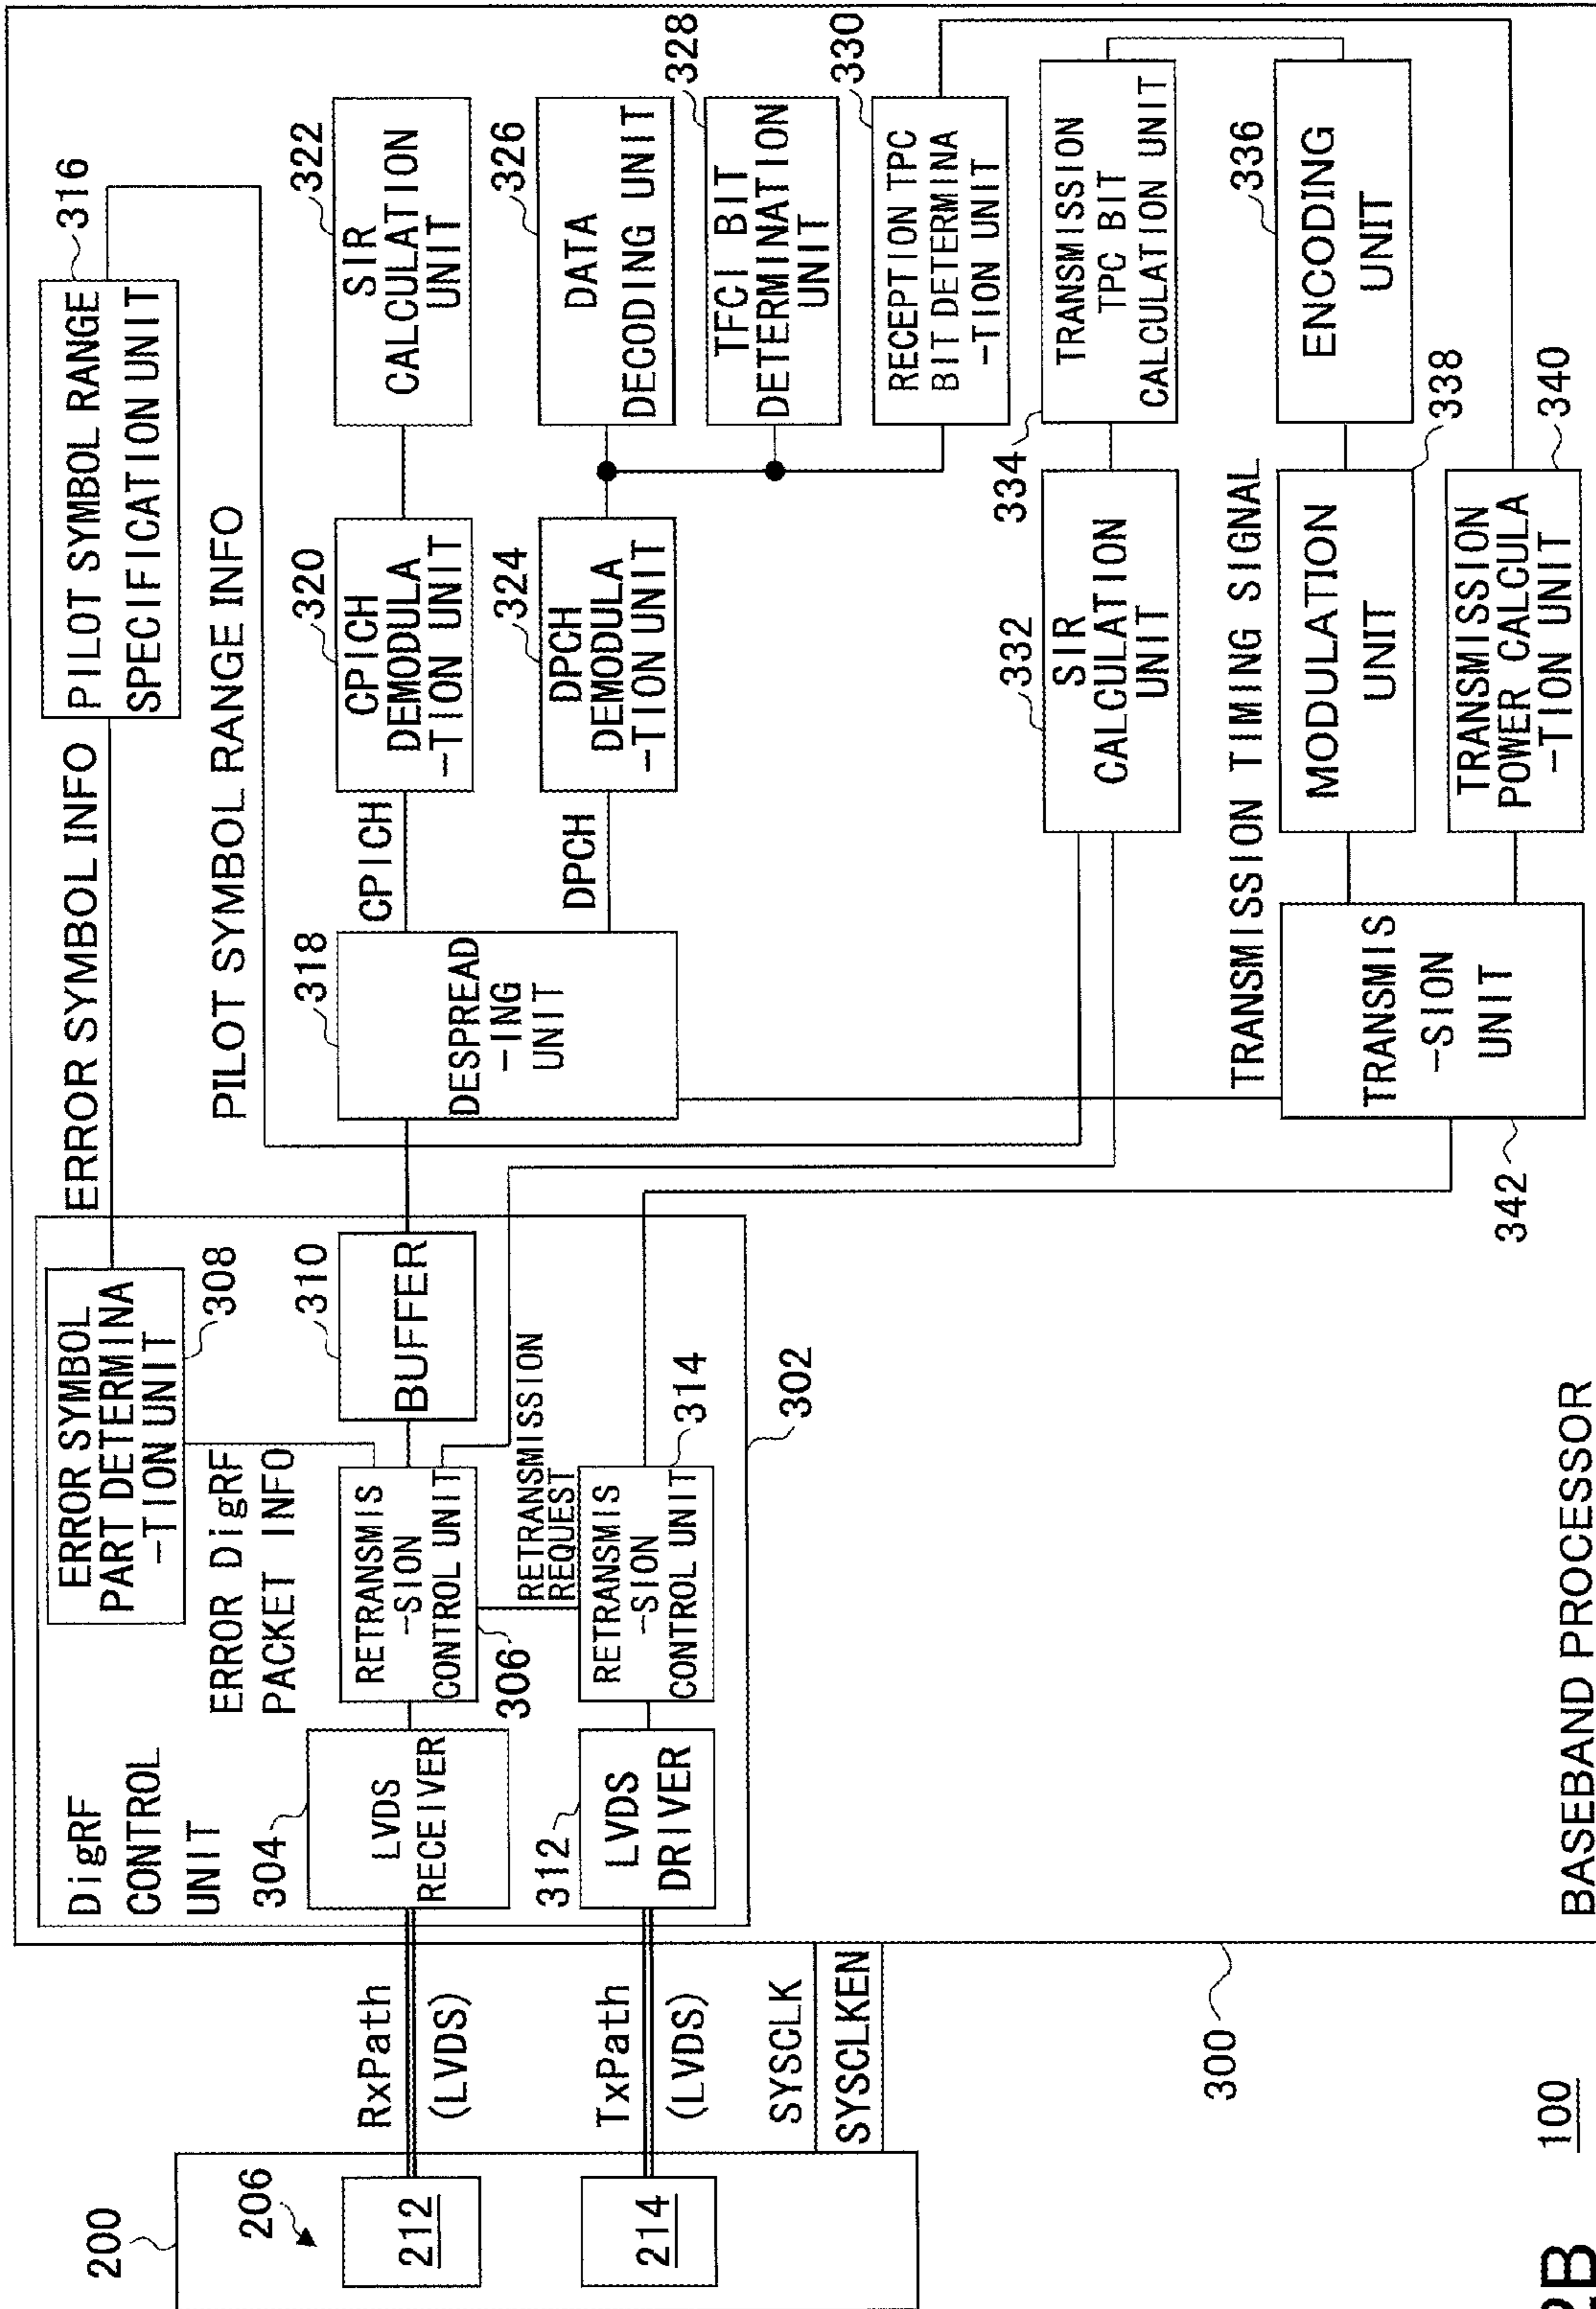 200
206
212
214
RxPath
(LVDS)
TxPath
(LVDS)
SYSCLK
SYSCLKEN
300
100
2B
BASEBAND PROCESSOR
DigRF
CONTROL
UNIT
302
304
LVDS
RECEIVER
312
LVDS
DRIVER
ERROR DigRF
PACKET INFO
RETRANSMIS
-SION
CONTROL UNIT
306
RETRANSMISSION
REQUEST
RETRANSMIS
-SION
CONTROL UNIT
314
ERROR SYMBOL
PART DETERMINA
-TION UNIT
308
310
BUFFER
ERROR SYMBOL INFO
PILOT SYMBOL RANGE
SPECIFICATION UNIT
316
PILOT SYMBOL RANGE INFO
318
DESPREAD
-ING
UNIT
CPICH
DPCH
320
CPICH
DEMODULA
-TION UNIT
322
SIR
CALCULATION
UNIT
324
DPCH
DEMODULA
-TION UNIT
326
DATA
DECODING UNIT
328
TFCI BIT
DETERMINATION
UNIT
330
RECEPTION TPC
BIT DETERMINA
-TION UNIT
332
SIR
CALCULATION
UNIT
334
TRANSMISSION
TPC BIT
CALCULATION UNIT
336
ENCODING
UNIT
TRANSMISSION TIMING SIGNAL
MODULATION
UNIT
338
TRANSMISSION
POWER CALCULA
-TION UNIT
340
TRANSMIS
-SION
UNIT
342